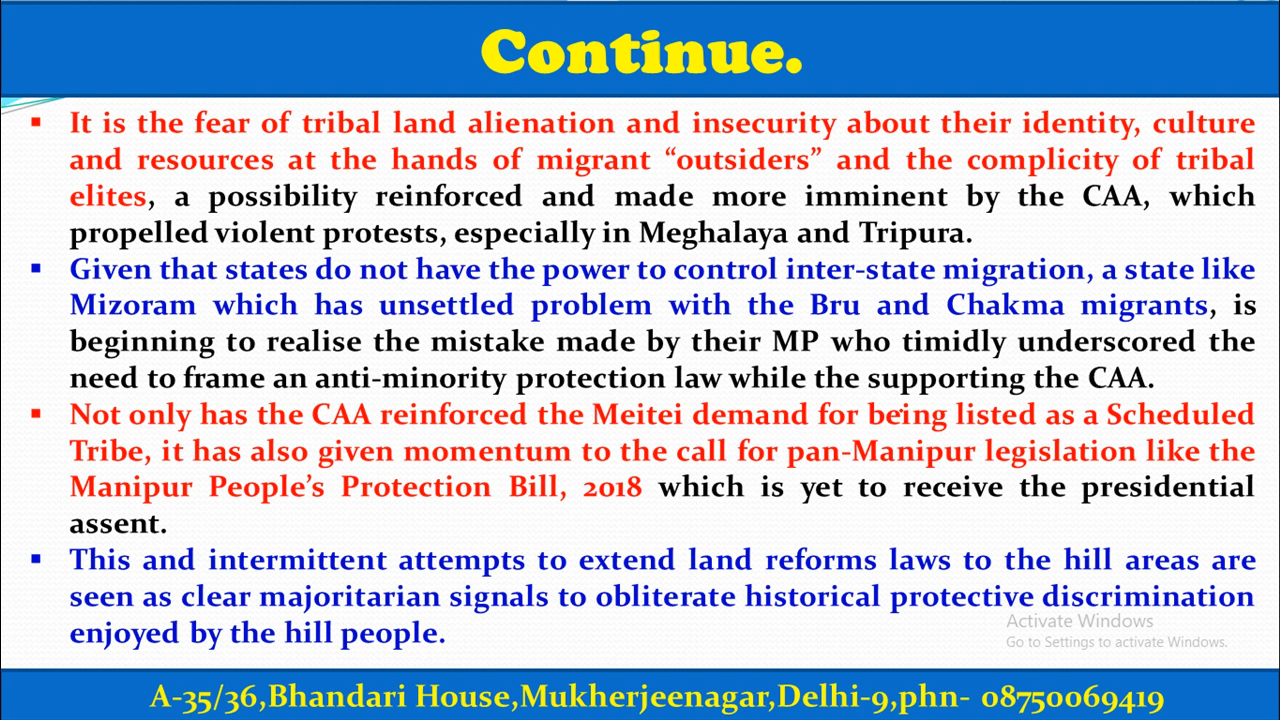 Continue.
▪ It is the fear of tribal land alienation and insecurity about their identity, culture
and resources at the hands of migrant “outsiders” and the complicity of tribal
elites, a possibility reinforced and made more imminent by the CAA, which
propelled violent protests, especially in Meghalaya and Tripura.
▪ Given that states do not have the power to control inter-state migration, a state like
Mizoram which has unsettled problem with the Bru and Chakma migrants, is
beginning to realise the mistake made by their MP who timidly underscored the
need to frame an anti-minority protection law while the supporting the CAA.
▪ Not only has the CAA reinforced the Meitei demand for being listed as a Scheduled
Tribe, it has also given momentum to the call for pan-Manipur legislation like the
Manipur People’s Protection Bill, 2018 which is yet to receive the presidential
assent.
▪ This and intermittent attempts to extend land reforms laws to the hill areas are
seen as clear majoritarian signals to obliterate historical protective discrimination
enjoyed by the hill people.
Activate Windows
Go to Settings to activate Windows.
A-35/36,Bhandari House,Mukherjeenagar,Delhi-9,phn- 08750069419